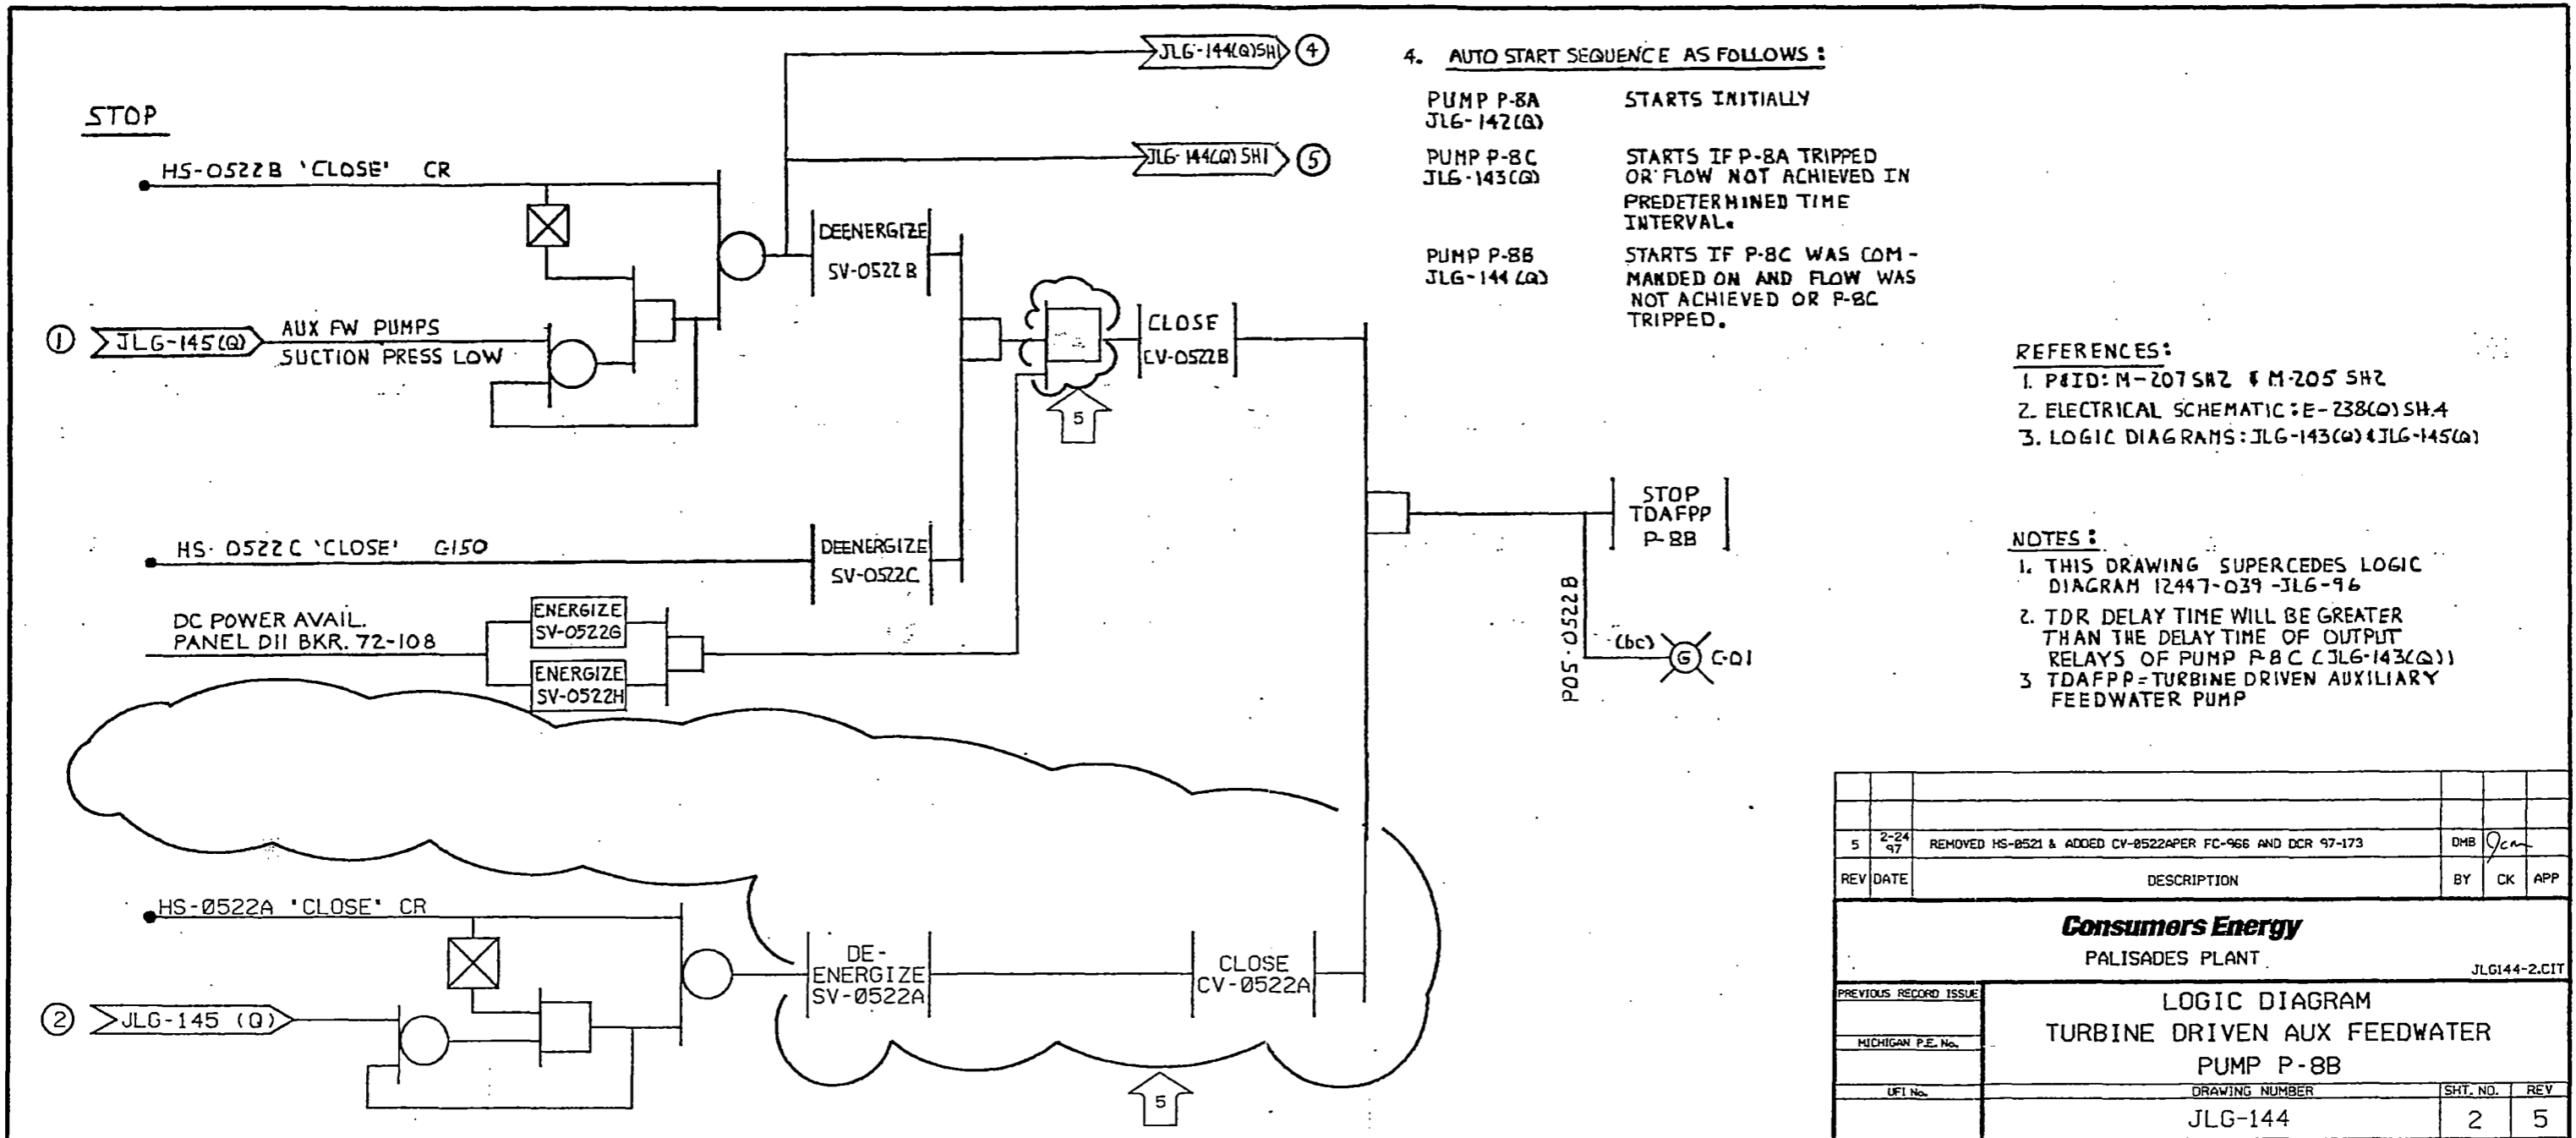 STOP
HS-0522B 'CLOSE' CR
JLG-144(Q)SH1 4
JLG-144(Q)SH1 5
DEENERGIZE
SV-0522B
1 JLG-145(Q)
AUX FW PUMPS
SUCTION PRESS LOW
CLOSE
CV-0522B
5
HS-0522C 'CLOSE' G150
DEENERGIZE
SV-0522C
DC POWER AVAIL.
PANEL D11 BKR. 72-108
ENERGIZE
SV-0522G
ENERGIZE
SV-0522H
STOP
TDAFPP
P-8B
POS-0522B
(bc) G C-01
HS-0522A 'CLOSE' CR
2 JLG-145 (Q)
DE-
ENERGIZE
SV-0522A
CLOSE
CV-0522A
5
4. AUTO START SEQUENCE AS FOLLOWS:
PUMP P-8A STARTS INITIALLY
JLG-142(Q)
PUMP P-8C STARTS IF P-8A TRIPPED
JLG-143(Q) OR FLOW NOT ACHIEVED IN
PREDETERMINED TIME
INTERVAL.
PUMP P-8B STARTS IF P-8C WAS COM-
JLG-144(Q) MANDED ON AND FLOW WAS
NOT ACHIEVED OR P-8C
TRIPPED.
REFERENCES:
1. P&ID: M-207 SH2 & M-205 SH2
2. ELECTRICAL SCHEMATIC: E-238(Q) SH.4
3. LOGIC DIAGRAMS: JLG-143(Q) & JLG-145(Q)
NOTES:
1. THIS DRAWING SUPERCEDES LOGIC
DIAGRAM 12447-039-JLG-96
2. TDR DELAY TIME WILL BE GREATER
THAN THE DELAY TIME OF OUTPUT
RELAYS OF PUMP P-8C (JLG-143(Q))
3 TDAFPP=TURBINE DRIVEN AUXILIARY
FEEDWATER PUMP
5 2-24 97 REMOVED HS-0521 & ADDED CV-0522APER FC-966 AND DCR 97-173 DMB
REV DATE DESCRIPTION BY CK APP
Consumers Energy
PALISADES PLANT
JLG144-2.CIT
PREVIOUS RECORD ISSUE
MICHIGAN P.E. No.
UFI No.
LOGIC DIAGRAM
TURBINE DRIVEN AUX FEEDWATER
PUMP P-8B
DRAWING NUMBER SHT. NO. REV
JLG-144 2 5